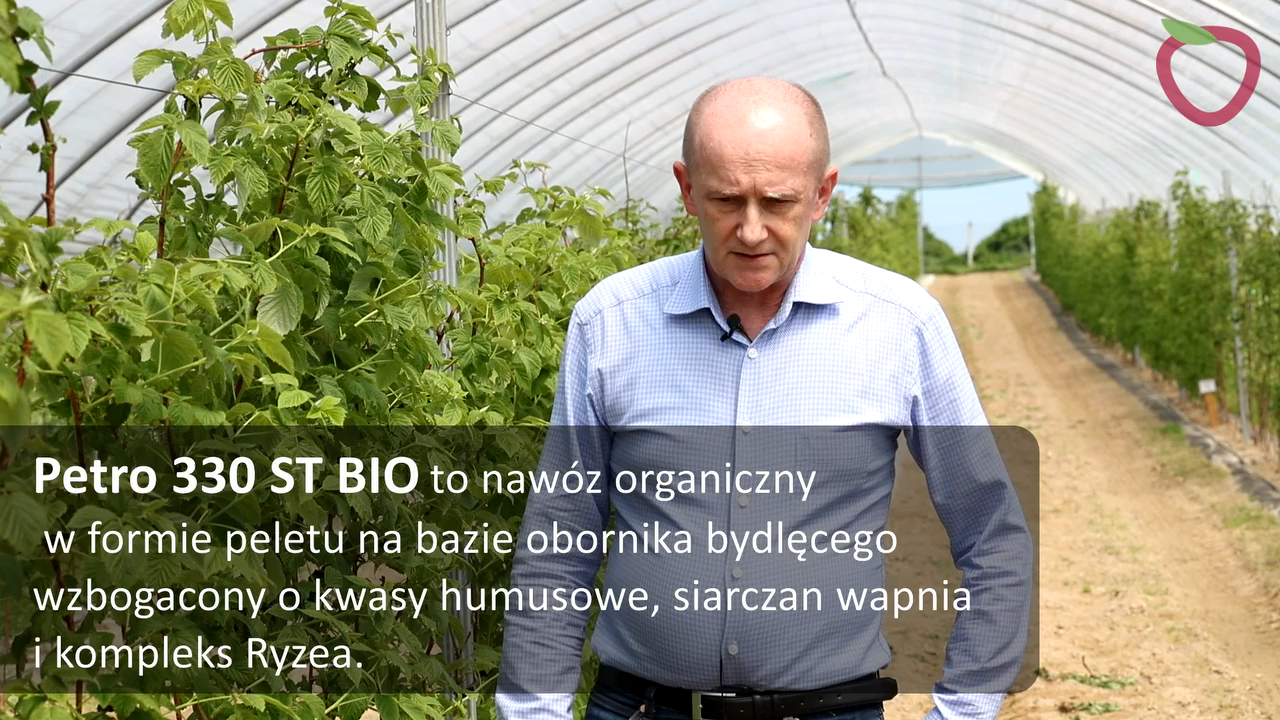 Petro 330 ST BIO to nawóz organiczny
w formie peletu na bazie obornika bydlęcego
wzbogacony o kwasy humusowe, siarczan wapnia
i kompleks Ryzea.